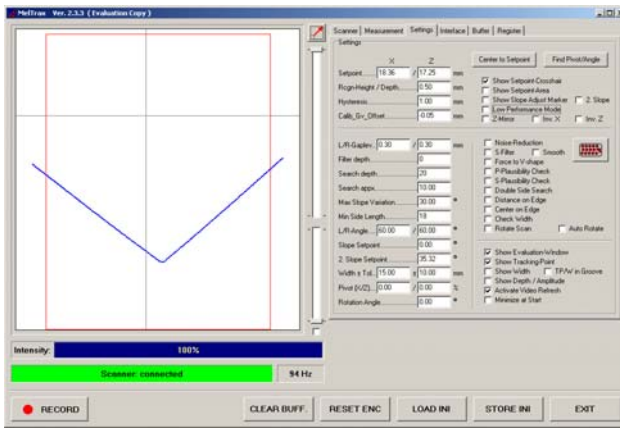 MelTrax Ver. 2.3.3 ( Evaluation Copy )
Scanner Measurement Settings Interface Buffer Register
Settings
X Z
Center to Setpoint Find Pivot/Angle
Setpoint 18.36 / 17.25 mm
Rcgn-Height / Depth 0.50 mm
Hysteresis 1.00 mm
Calib_Gv_Offset -0.05 mm
Show Setpoint-Crosshair
Show Setpoint-Area
Show Slope Adjust Marker 2. Slope
Low Performance Mode
Z-Mirror Inv. X Inv. Z
L/R-Gaplev. 0.30 / 0.30 mm
Filter depth 0
Search depth 20
Search appx. 10.00
Max Slope Variation 30.00 °
Min Side Length 18
L/R-Angle 60.00 / 60.00 °
Slope Setpoint 0.00 °
2. Slope Setpoint 35.32 °
Width ± Tol. 15.00 ± 10.00 mm
Pivot (X/Z) 0.00 / 0.00 %
Rotation Angle 0.00 °
Noise-Reduction
S-Filter Smooth
Force to V-shape
P-Plausibility Check
S-Plausibility Check
Double Side Search
Distance on Edge
Center on Edge
Check Width
Rotate Scan Auto Rotate
Show Evaluation-Window
Show Tracking-Point
Show Width TP/W in Groove
Show Depth / Amplitude
Activate Video Refresh
Minimize at Start
Intensity: 100%
Scanner: connected 94 Hz
RECORD CLEAR BUFF. RESET ENC LOAD INI STORE INI EXIT